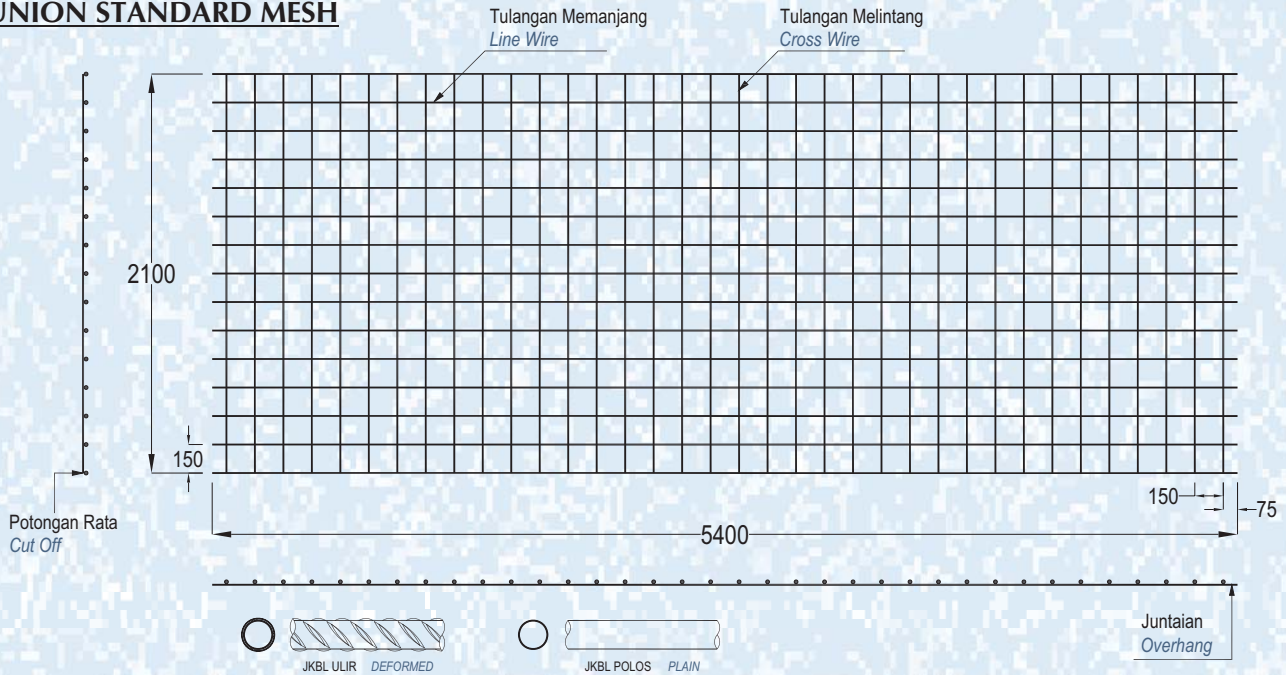 UNION STANDARD MESH
Tulangan Memanjang
Line Wire
Tulangan Melintang
Cross Wire
2100
150
Potongan Rata
Cut Off
150
75
5400
Juntaian
Overhang
JKBL ULIR DEFORMED
JKBL POLOS PLAIN